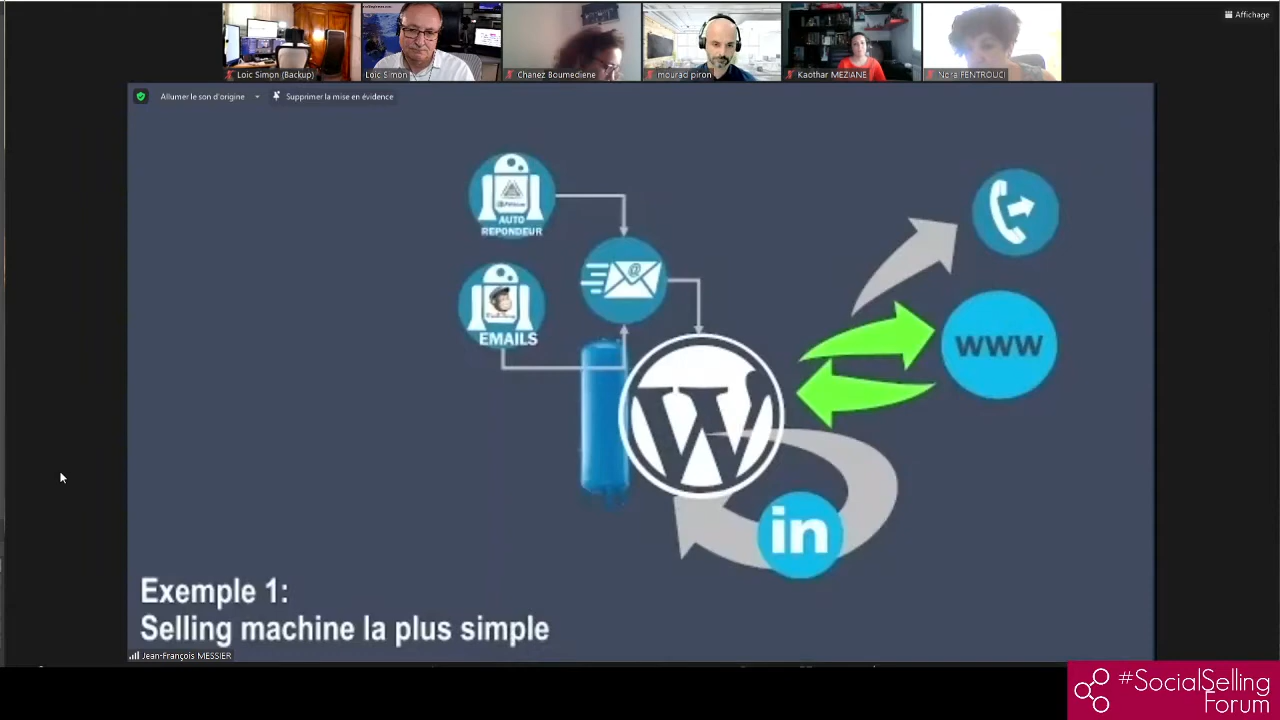 Affichage
Loic Simon (Backup)
Loic Simon
Chanez Boumediene
mourad piron
Kaothar MEZIANE
Nora FENTROUCI
Allumer le son d'origine
Supprimer la mise en évidence
AUTO
REPONDEUR
@
EMAILS
WWW
W
in
Exemple 1:
Selling machine la plus simple
Jean-François MESSIER
#SocialSelling
Forum